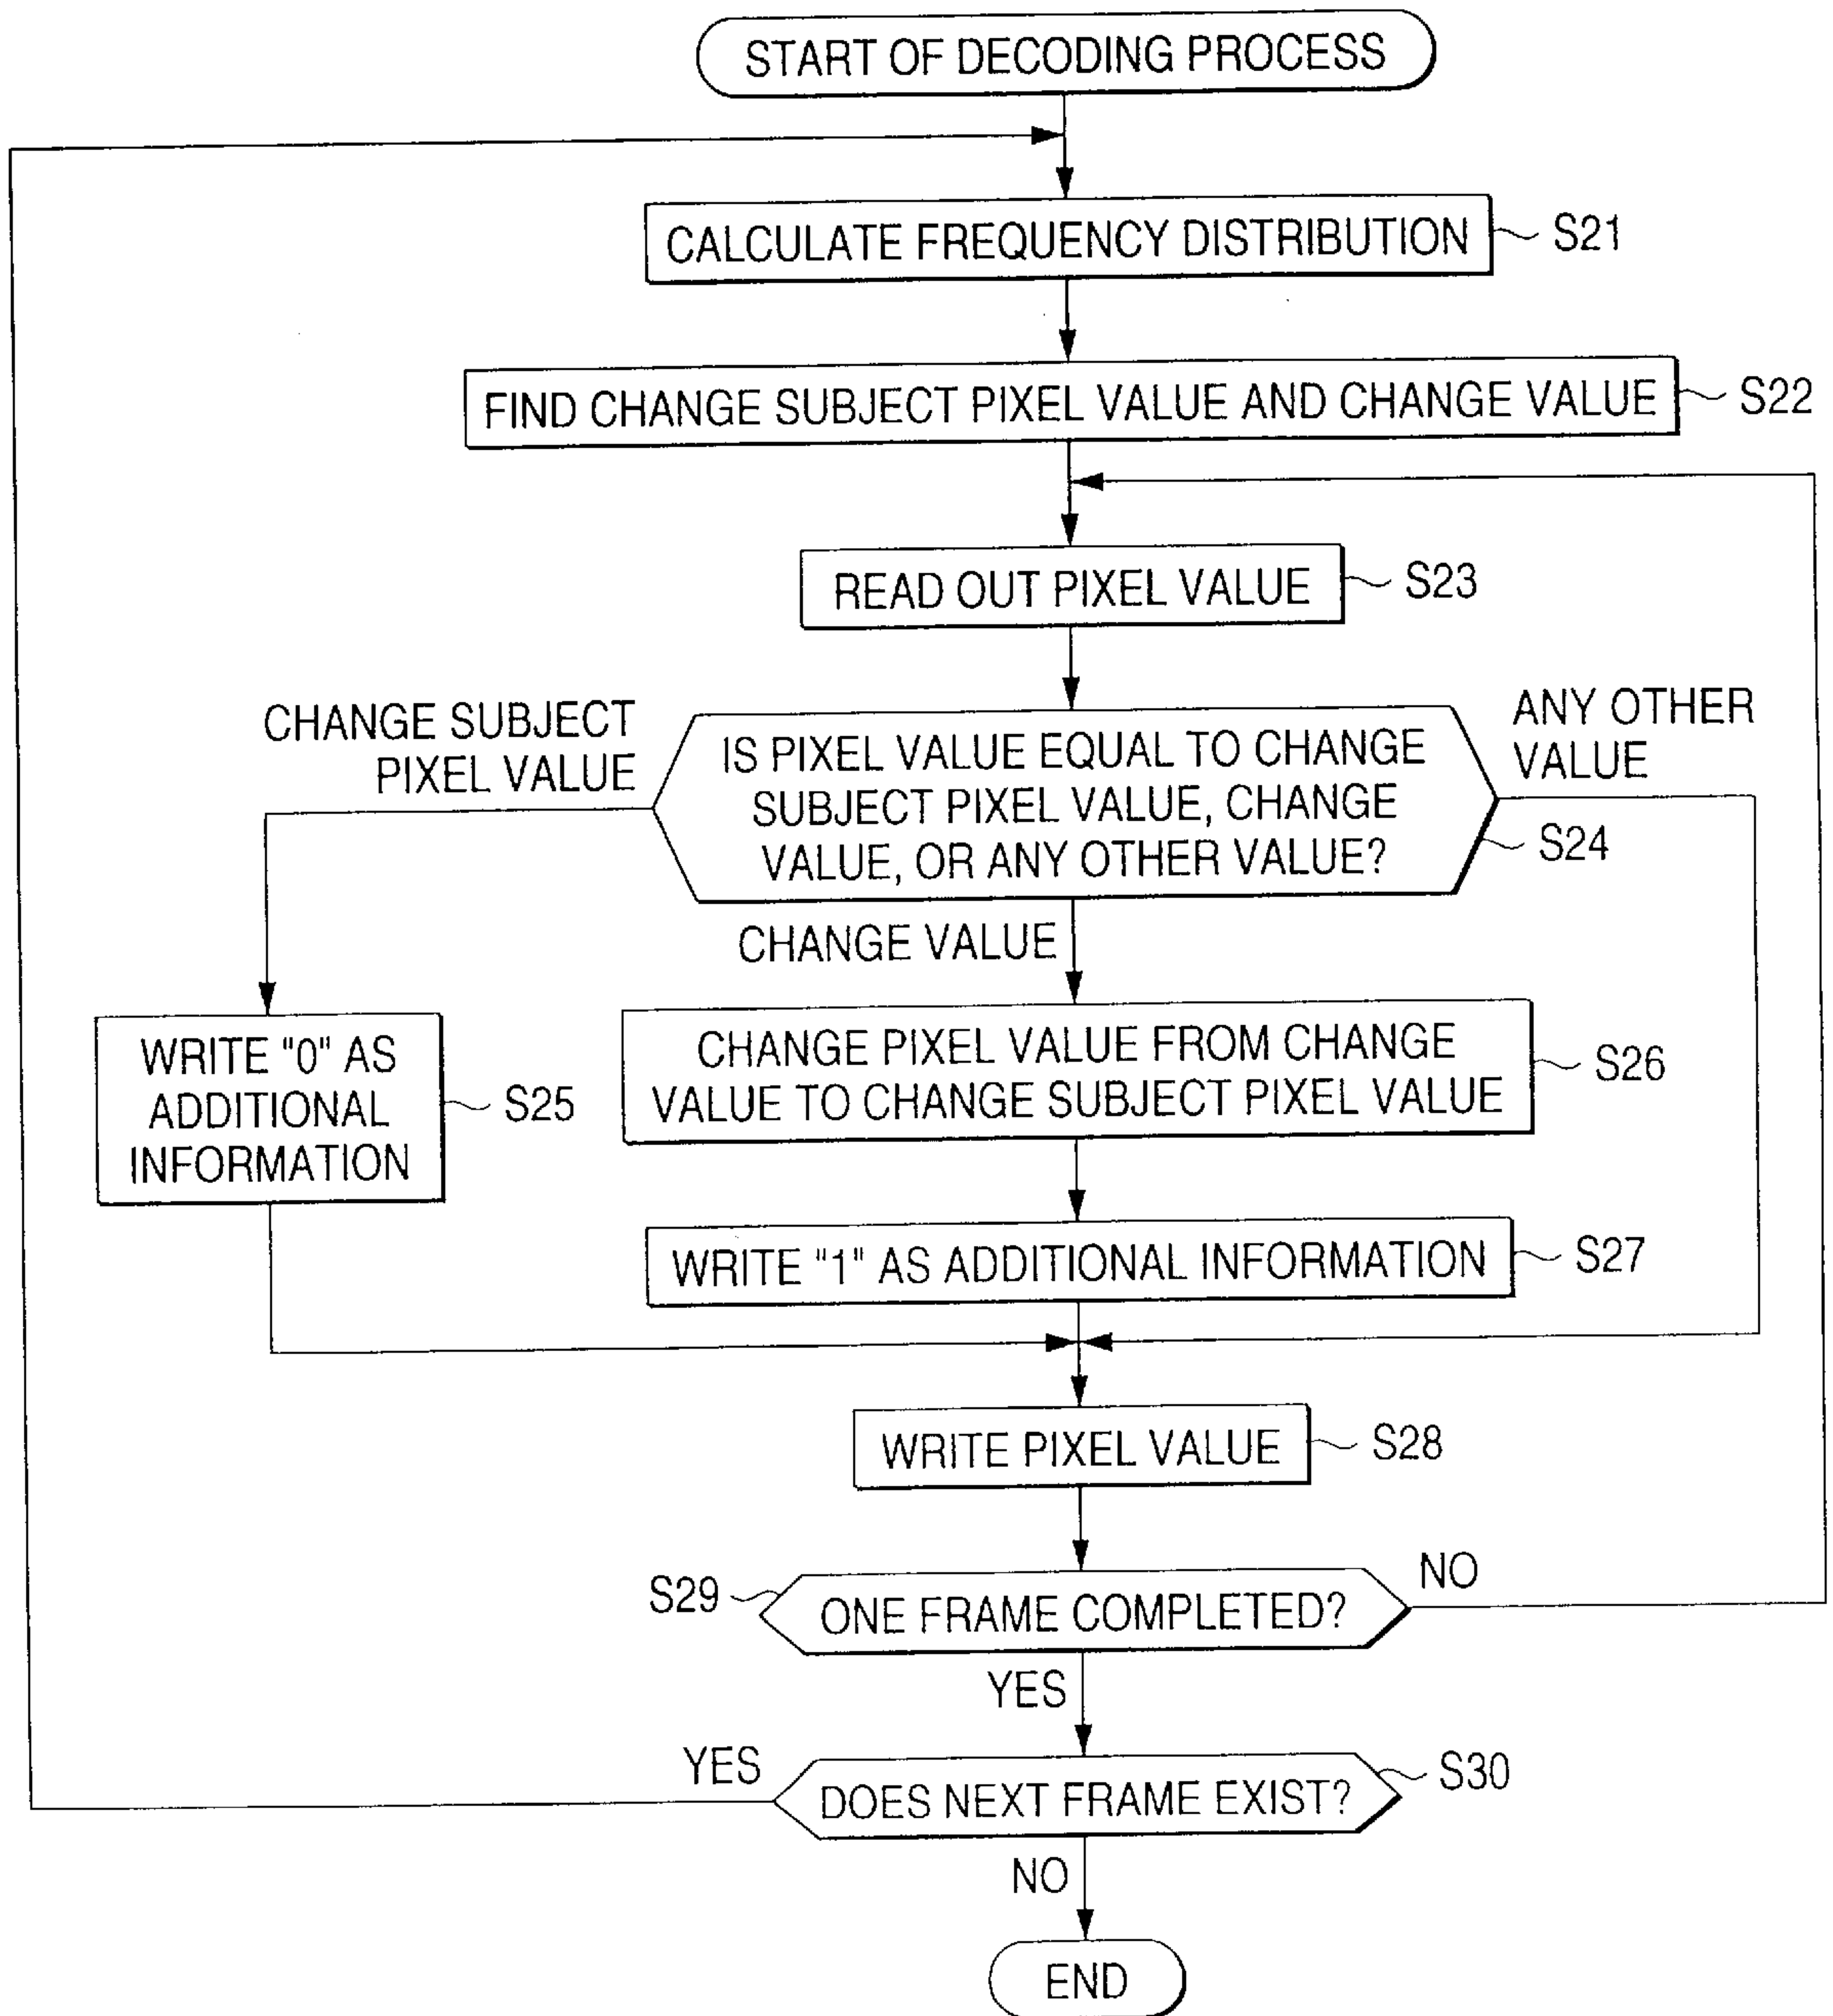 START OF DECODING PROCESS
CALCULATE FREQUENCY DISTRIBUTION
S21
FIND CHANGE SUBJECT PIXEL VALUE AND CHANGE VALUE
S22
READ OUT PIXEL VALUE
S23
CHANGE SUBJECT
PIXEL VALUE
IS PIXEL VALUE EQUAL TO CHANGE
SUBJECT PIXEL VALUE, CHANGE
VALUE, OR ANY OTHER VALUE?
S24
ANY OTHER
VALUE
CHANGE VALUE
WRITE "0" AS
ADDITIONAL
INFORMATION
S25
CHANGE PIXEL VALUE FROM CHANGE
VALUE TO CHANGE SUBJECT PIXEL VALUE
S26
WRITE "1" AS ADDITIONAL INFORMATION
S27
WRITE PIXEL VALUE
S28
S29
ONE FRAME COMPLETED?
NO
YES
YES
DOES NEXT FRAME EXIST?
S30
NO
END